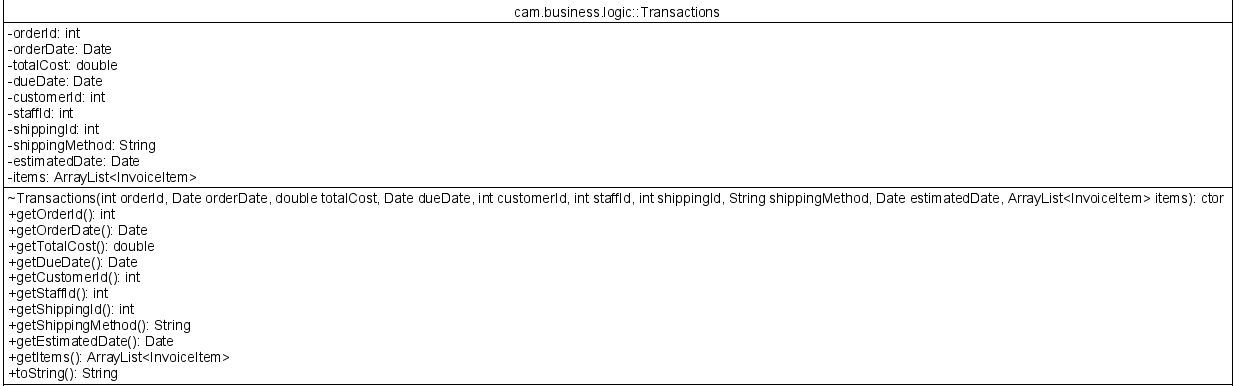 cam.business.logic::Transactions
-orderId: int
-orderDate: Date
-totalCost: double
-dueDate: Date
-customerId: int
-staffId: int
-shippingId: int
-shippingMethod: String
-estimatedDate: Date
-items: ArrayList<InvoiceItem>
~Transactions(int orderId, Date orderDate, double totalCost, Date dueDate, int customerId, int staffId, int shippingId, String shippingMethod, Date estimatedDate, ArrayList<InvoiceItem> items): ctor
+getOrderId(): int
+getOrderDate(): Date
+getTotalCost(): double
+getDueDate(): Date
+getCustomerId(): int
+getStaffId(): int
+getShippingId(): int
+getShippingMethod(): String
+getEstimatedDate(): Date
+getItems(): ArrayList<InvoiceItem>
+toString(): String